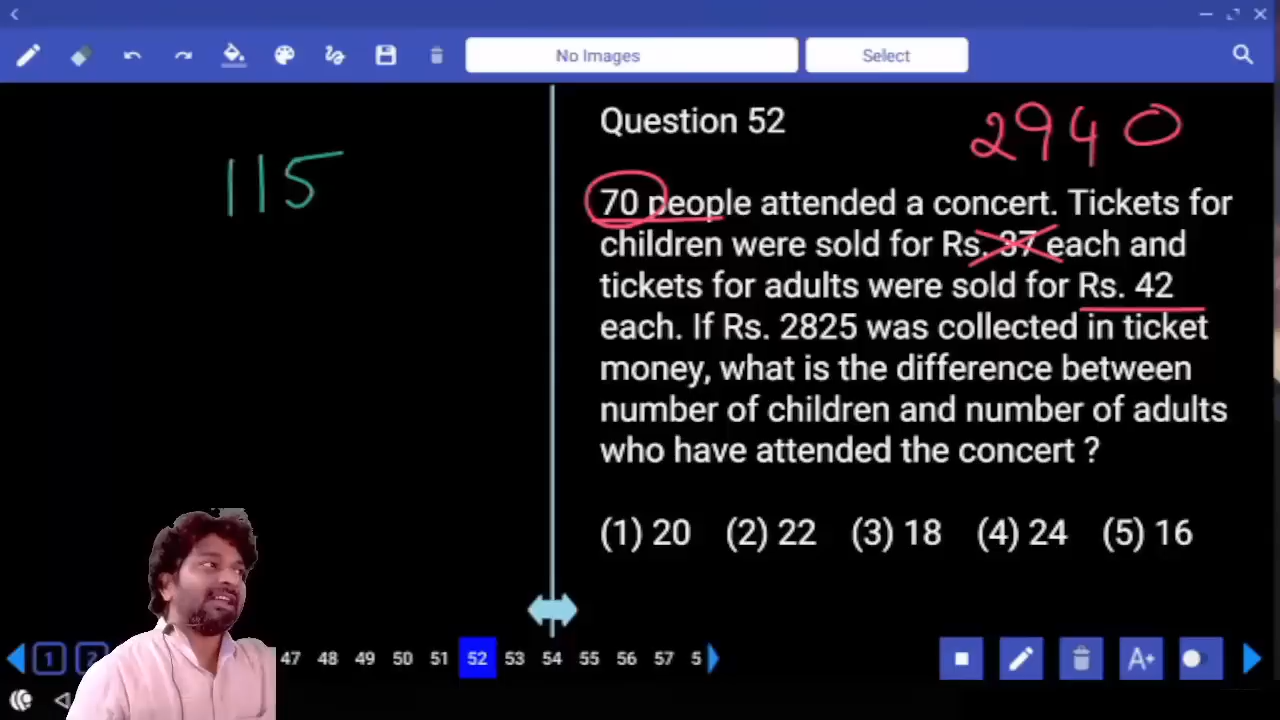 No Images
Select
115
Question 52
2940
70 people attended a concert. Tickets for
children were sold for Rs. 37 each and
tickets for adults were sold for Rs. 42
each. If Rs. 2825 was collected in ticket
money, what is the difference between
number of children and number of adults
who have attended the concert ?
(1) 20 (2) 22 (3) 18 (4) 24 (5) 16
1 2 47 48 49 50 51 52 53 54 55 56 57 5
A+